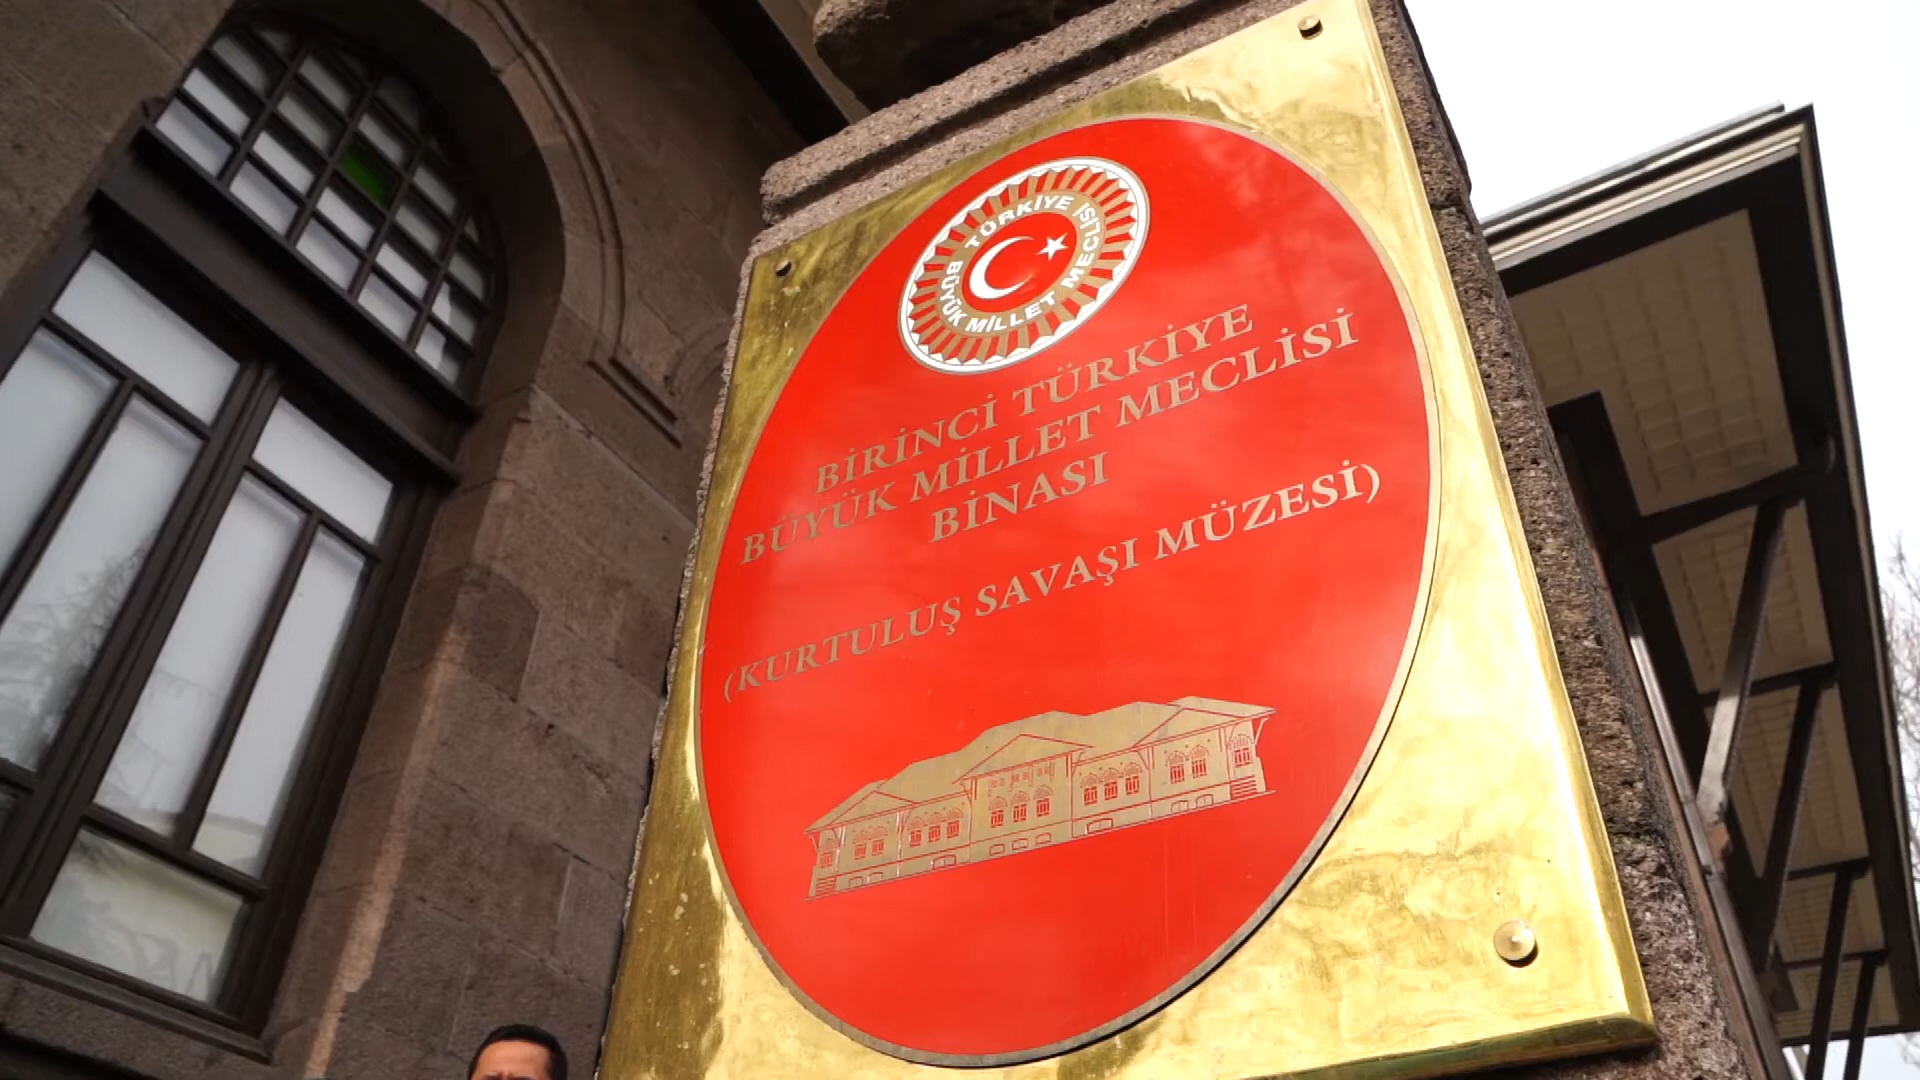 TÜRKİYE
BÜYÜK MİLLET MECLİSİ
BİRİNCİ TÜRKİYE
BÜYÜK MİLLET MECLİSİ
BİNASI
(KURTULUŞ SAVAŞI MÜZESİ)